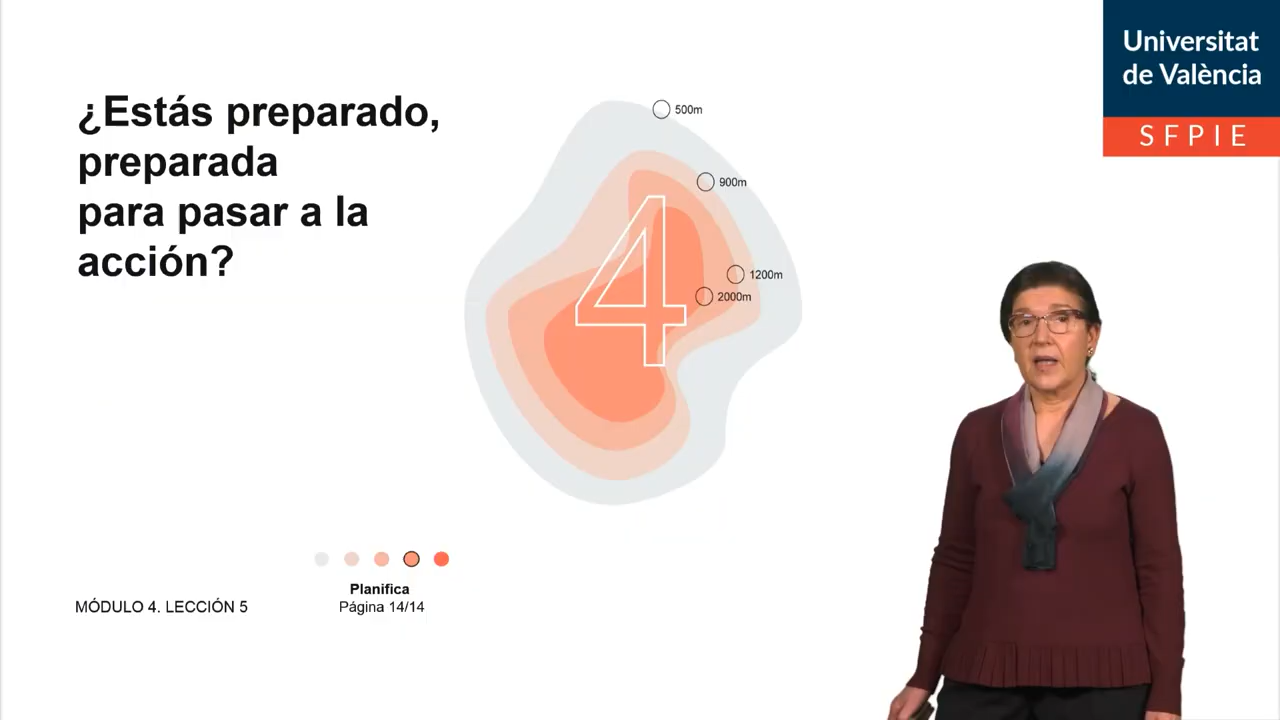 ¿Estás preparado,
preparada
para pasar a la
acción?
500m
900m
4
1200m
2000m
Planifica
Página 14/14
MÓDULO 4. LECCIÓN 5
Universitat
de València
SFPIE